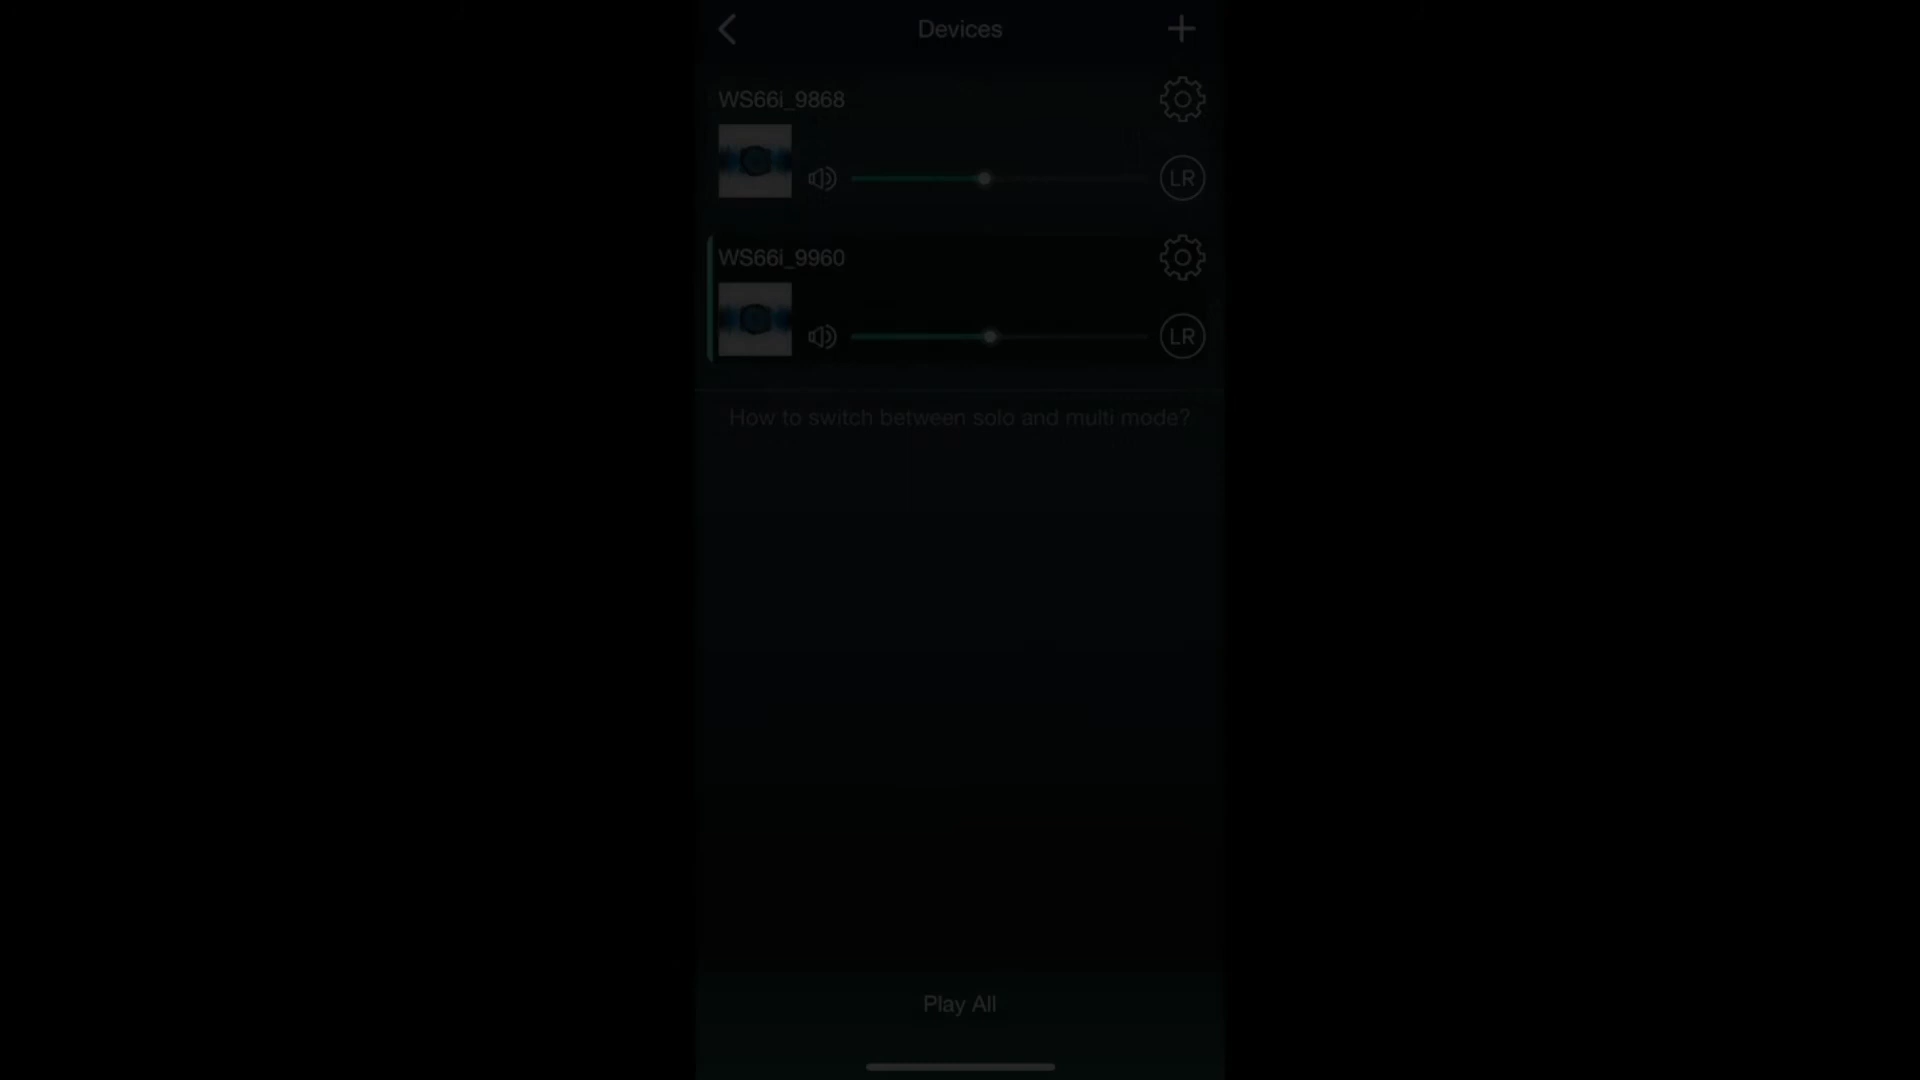 Devices
WS66i_9868
LR
WS66i_9960
LR
How to switch between solo and multi mode?
Play All